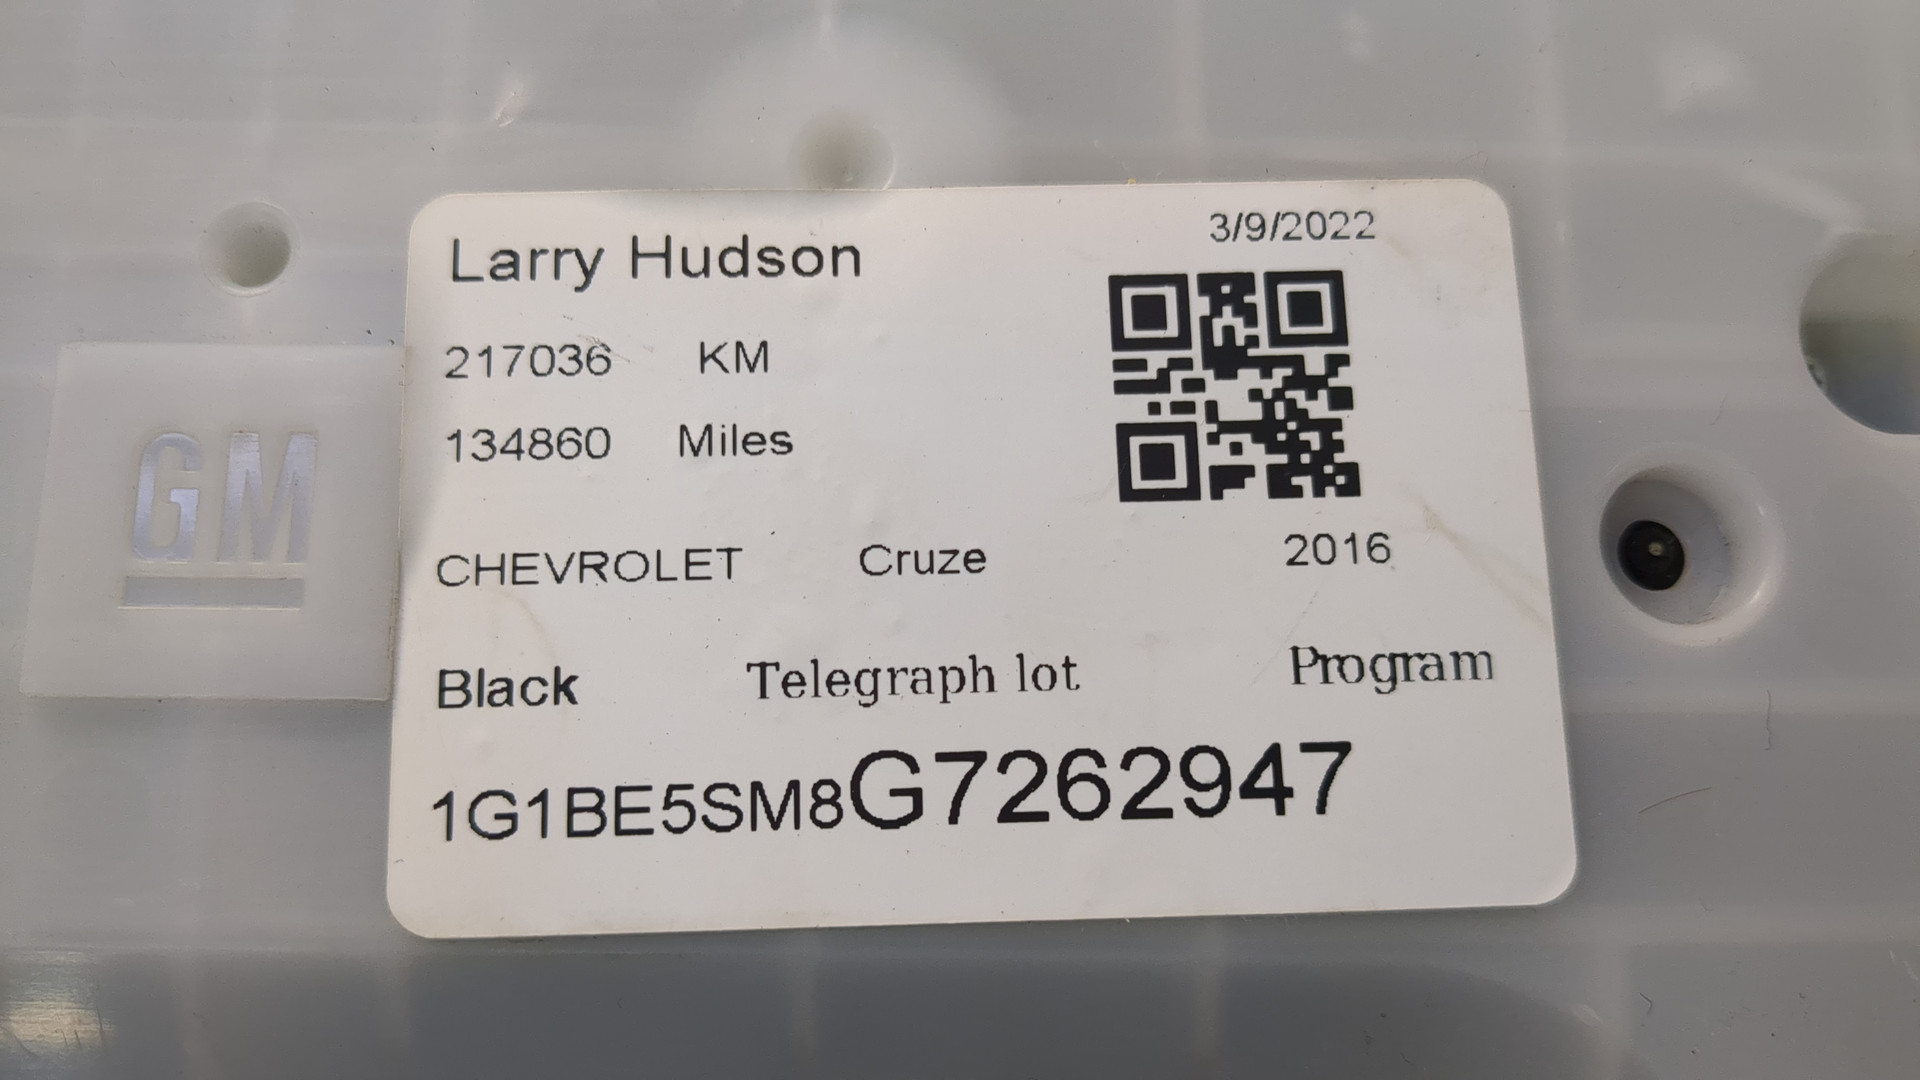 Larry Hudson 3/9/2022
217036 KM
134860 Miles
GM
CHEVROLET Cruze 2016
Black Telegraph lot Program
1G1BE5SM8G7262947